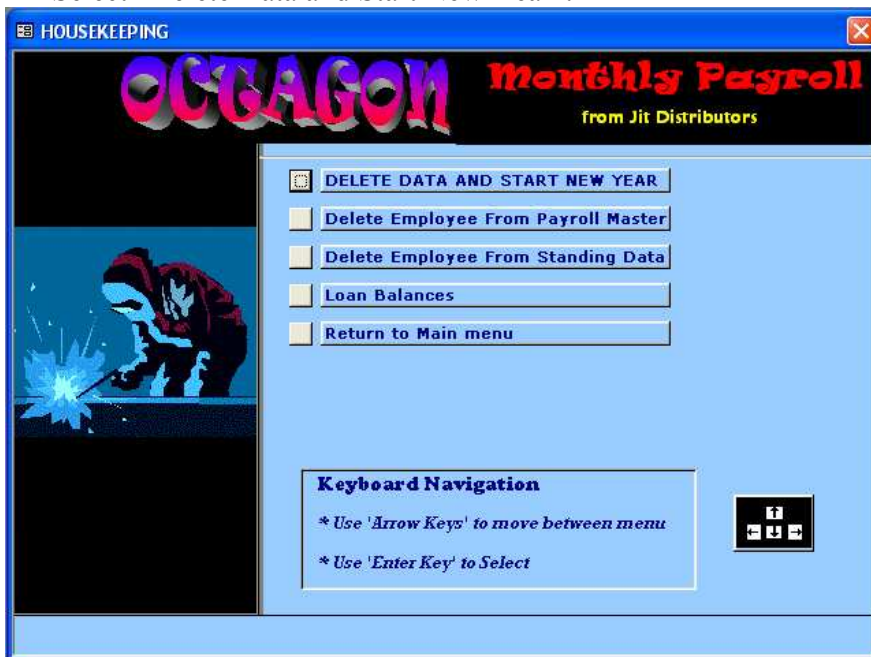 HOUSEKEEPING
OCTAGON
Monthly Payroll
from Jit Distributors
DELETE DATA AND START NEW YEAR
Delete Employee From Payroll Master
Delete Employee From Standing Data
Loan Balances
Return to Main menu
Keyboard Navigation
* Use 'Arrow Keys' to move between menu
* Use 'Enter Key' to Select